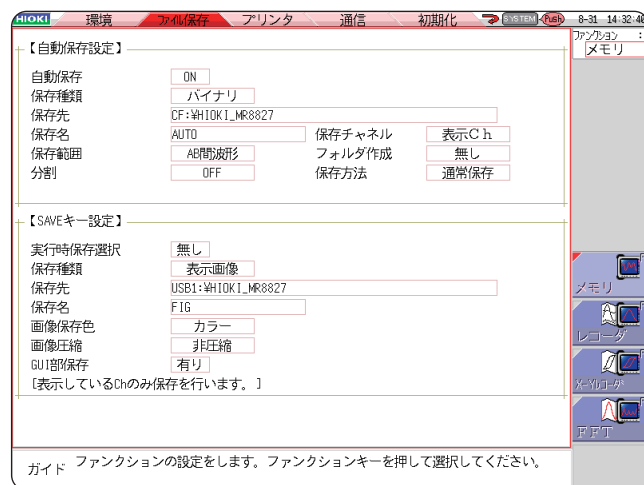 HIOKI 環境 ファイル保存 プリンタ 通信 初期化 SYSTEM Push 8-31 14:32:40
ファンクション :
メモリ
【自動保存設定】
自動保存 ON
保存種類 バイナリ
保存先 CF:¥HIOKI_MR8827
保存名 AUTO 保存チャネル 表示Ch
保存範囲 AB間波形 フォルダ作成 無し
分割 OFF 保存方法 通常保存
【SAVEキー設定】
実行時保存選択 無し
保存種類 表示画像
保存先 USB1:¥HIOKI_MR8827
保存名 FIG
画像保存色 カラー
画像圧縮 非圧縮
GUI部保存 有り
[表示しているChのみ保存を行います。]
メモリ
レコーダ
X-Yレコーダ
FFT
ガイド ファンクションの設定をします。ファンクションキーを押して選択してください。